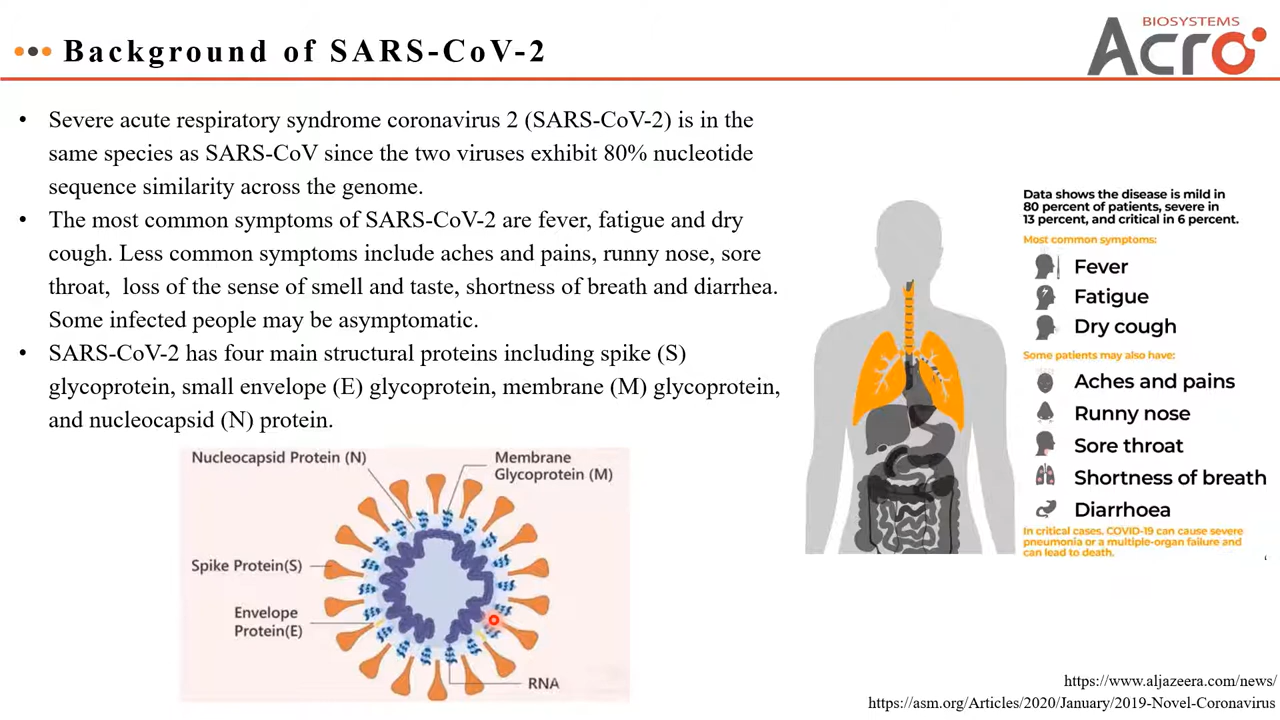 Background of SARS-CoV-2
BIOSYSTEMS
Acro
• Severe acute respiratory syndrome coronavirus 2 (SARS-CoV-2) is in the
same species as SARS-CoV since the two viruses exhibit 80% nucleotide
sequence similarity across the genome.
• The most common symptoms of SARS-CoV-2 are fever, fatigue and dry
cough. Less common symptoms include aches and pains, runny nose, sore
throat, loss of the sense of smell and taste, shortness of breath and diarrhea.
Some infected people may be asymptomatic.
• SARS-CoV-2 has four main structural proteins including spike (S)
glycoprotein, small envelope (E) glycoprotein, membrane (M) glycoprotein,
and nucleocapsid (N) protein.
Nucleocapsid Protein (N)
Membrane
Glycoprotein (M)
Spike Protein(S)
Envelope
Protein(E)
RNA
Data shows the disease is mild in
80 percent of patients, severe in
13 percent, and critical in 6 percent.
Most common symptoms:
Fever
Fatigue
Dry cough
Some patients may also have:
Aches and pains
Runny nose
Sore throat
Shortness of breath
Diarrhoea
In critical cases, COVID-19 can cause severe
pneumonia or a multiple-organ failure and
can lead to death.
https://www.aljazeera.com/news/
https://asm.org/Articles/2020/January/2019-Novel-Coronavirus